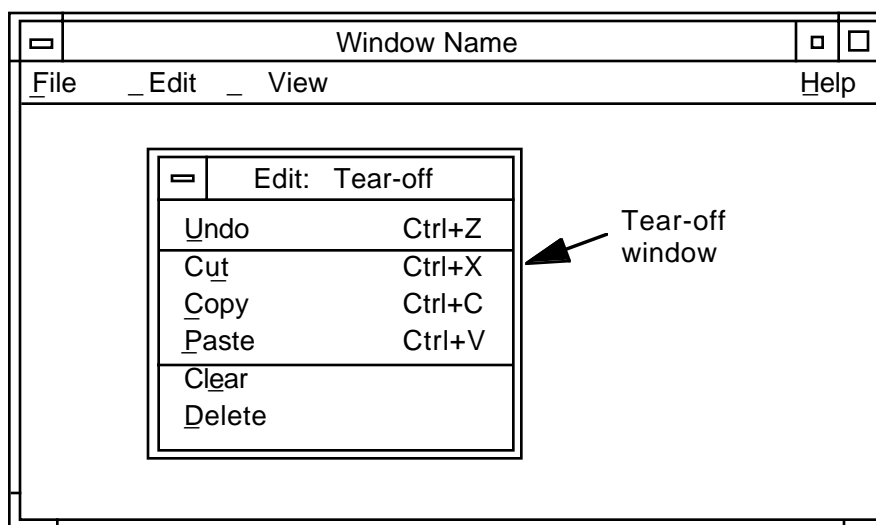 Window Name
File _ Edit _ View Help
Edit: Tear-off
Undo Ctrl+Z
Cut Ctrl+X
Copy Ctrl+C
Paste Ctrl+V
Clear
Delete
Tear-off
window